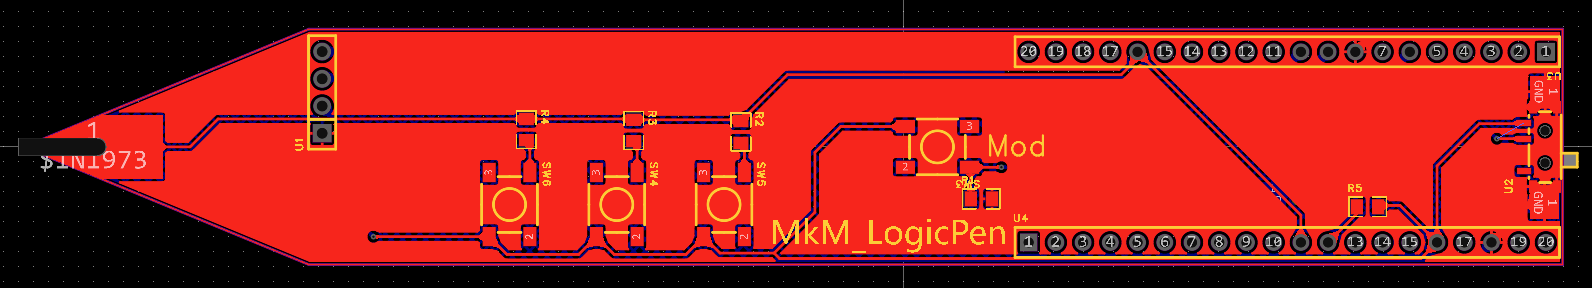 20 19 18 17 15 14 13 12 11 7 5 4 3 2 1
GND 1
R4
R3
R2
1
$1N1973
U1
3
Mod
2
3
SW6
3
SW4
3
SW5
R5
U2
GND 1
2
2
2
MkM_LogicPen
U4
1 2 3 4 5 6 7 8 9 10 13 14 15 17 19 20